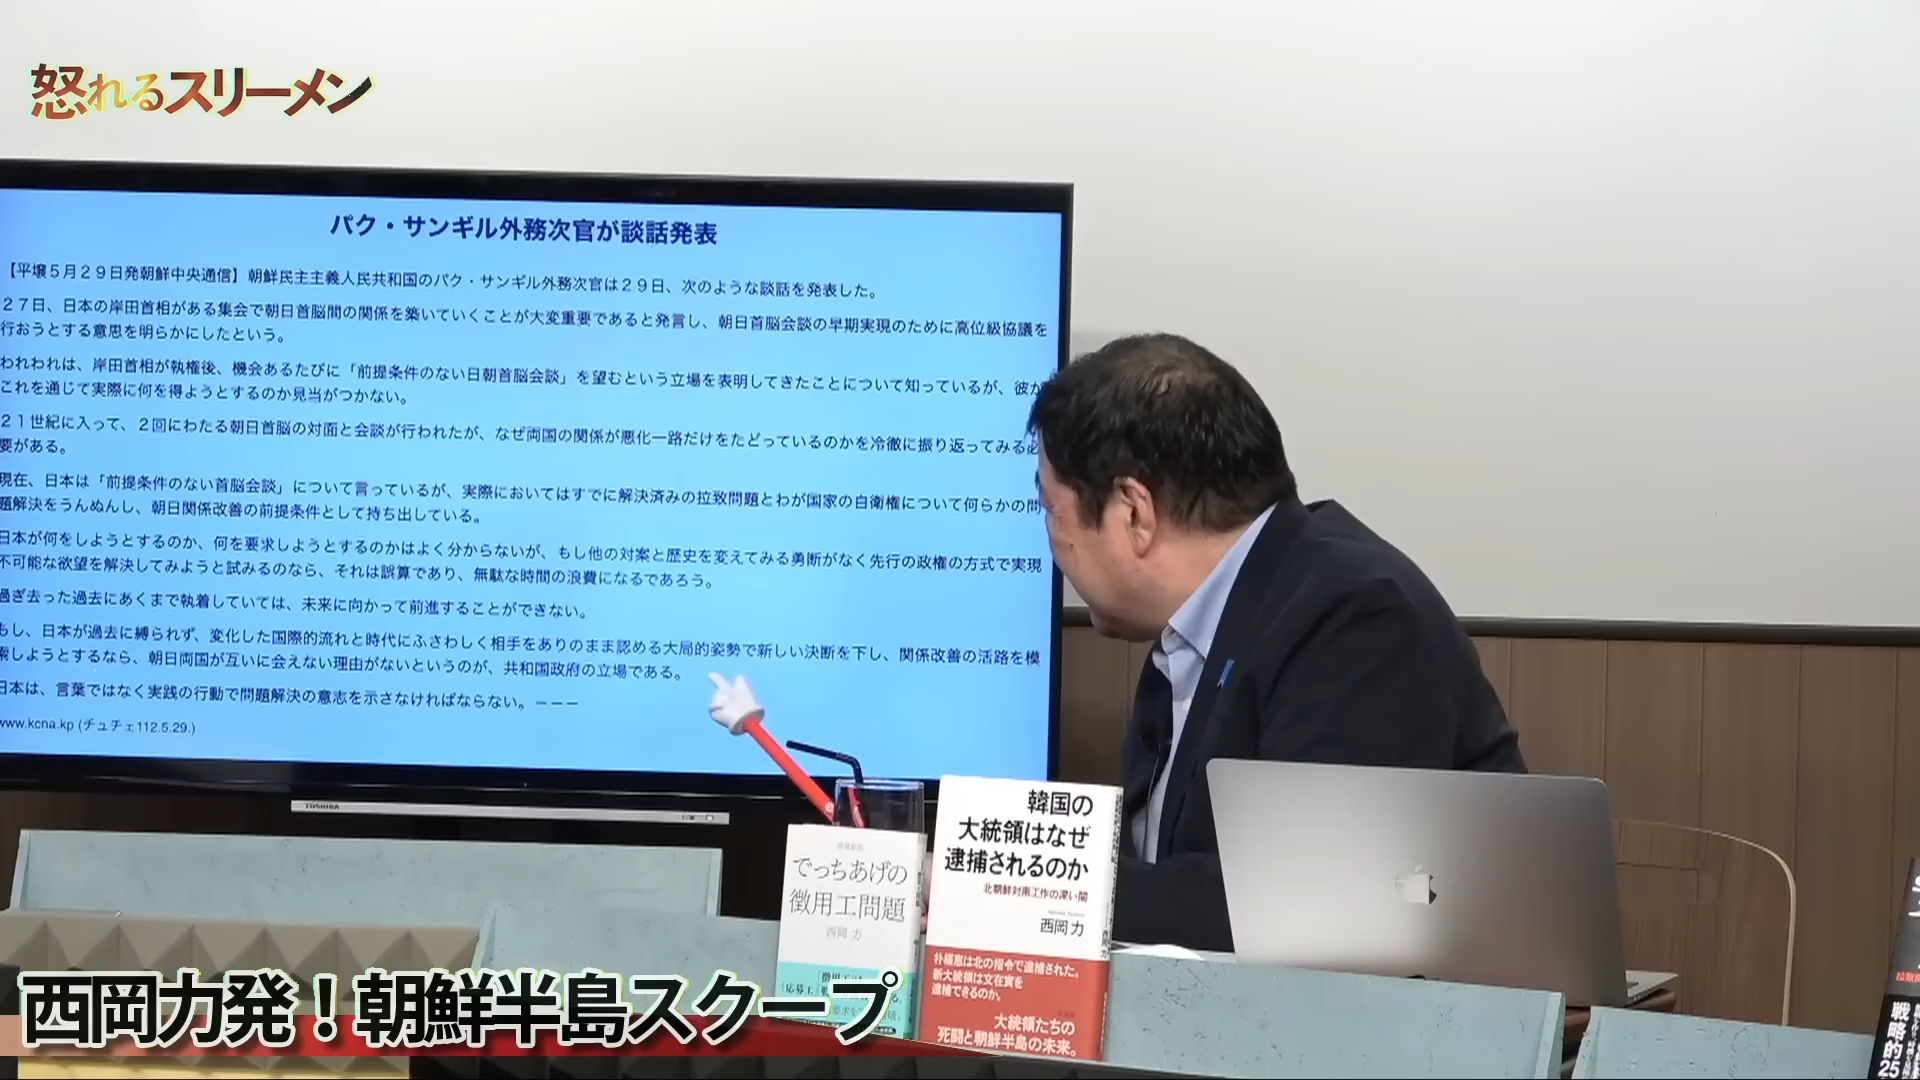 怒れるスリーメン
パク・サンギル外務次官が談話発表
【平壌5月29日発朝鮮中央通信】朝鮮民主主義人民共和国のパク・サンギル外務次官は29日、次のような談話を発表した。
27日、日本の岸田首相がある集会で朝日首脳間の関係を築いていくことが大変重要であると発言し、朝日首脳会談の早期実現のために高位級協議を
行おうとする意思を明らかにしたという。
われわれは、岸田首相が執権後、機会あるたびに「前提条件のない日朝首脳会談」を望むという立場を表明してきたことについて知っているが、彼が
これを通じて実際に何を得ようとするのか見当がつかない。
21世紀に入って、2回にわたる朝日首脳の対面と会談が行われたが、なぜ両国の関係が悪化一路だけをたどっているのかを冷徹に振り返ってみる必
要がある。
現在、日本は「前提条件のない首脳会談」について言っているが、実際においてはすでに解決済みの拉致問題とわが国家の自衛権について何らかの問
題解決をうんぬんし、朝日関係改善の前提条件として持ち出している。
日本が何をしようとするのか、何を要求しようとするのかはよく分からないが、もし他の対案と歴史を変えてみる勇断がなく先行の政権の方式で実現
不可能な欲望を解決してみようと試みるのなら、それは誤算であり、無駄な時間の浪費になるであろう。
過ぎ去った過去にあくまで執着していては、未来に向かって前進することができない。
もし、日本が過去に縛られず、変化した国際的流れと時代にふさわしく相手をありのまま認める大局的姿勢で新しい決断を下し、関係改善の活路を模
索しようとするなら、朝日両国が互いに会えない理由がないというのが、共和国政府の立場である。
日本は、言葉ではなく実践の行動で問題解決の意志を示さなければならない。ーーー
www.kcna.kp (チュチェ112.5.29.)
TOSHIBA
でっちあげの
徴用工問題
西岡 力
韓国の
大統領はなぜ
逮捕されるのか
北朝鮮対南工作の深い闇
西岡 力
朴槿恵は北の指令で逮捕された。
新大統領は文在寅を
逮捕できるのか。
大統領たちの
死闘と朝鮮半島の未来。
西岡力発！朝鮮半島スクープ
戦略的25